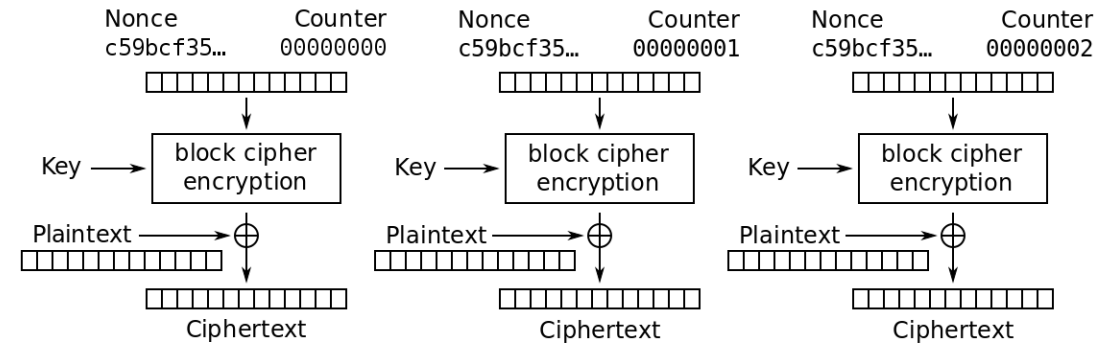 Nonce Counter Nonce Counter Nonce Counter
c59bcf35… 00000000 c59bcf35… 00000001 c59bcf35… 00000002
block cipher block cipher block cipher
Key encryption Key encryption Key encryption
Plaintext Plaintext Plaintext
Ciphertext Ciphertext Ciphertext